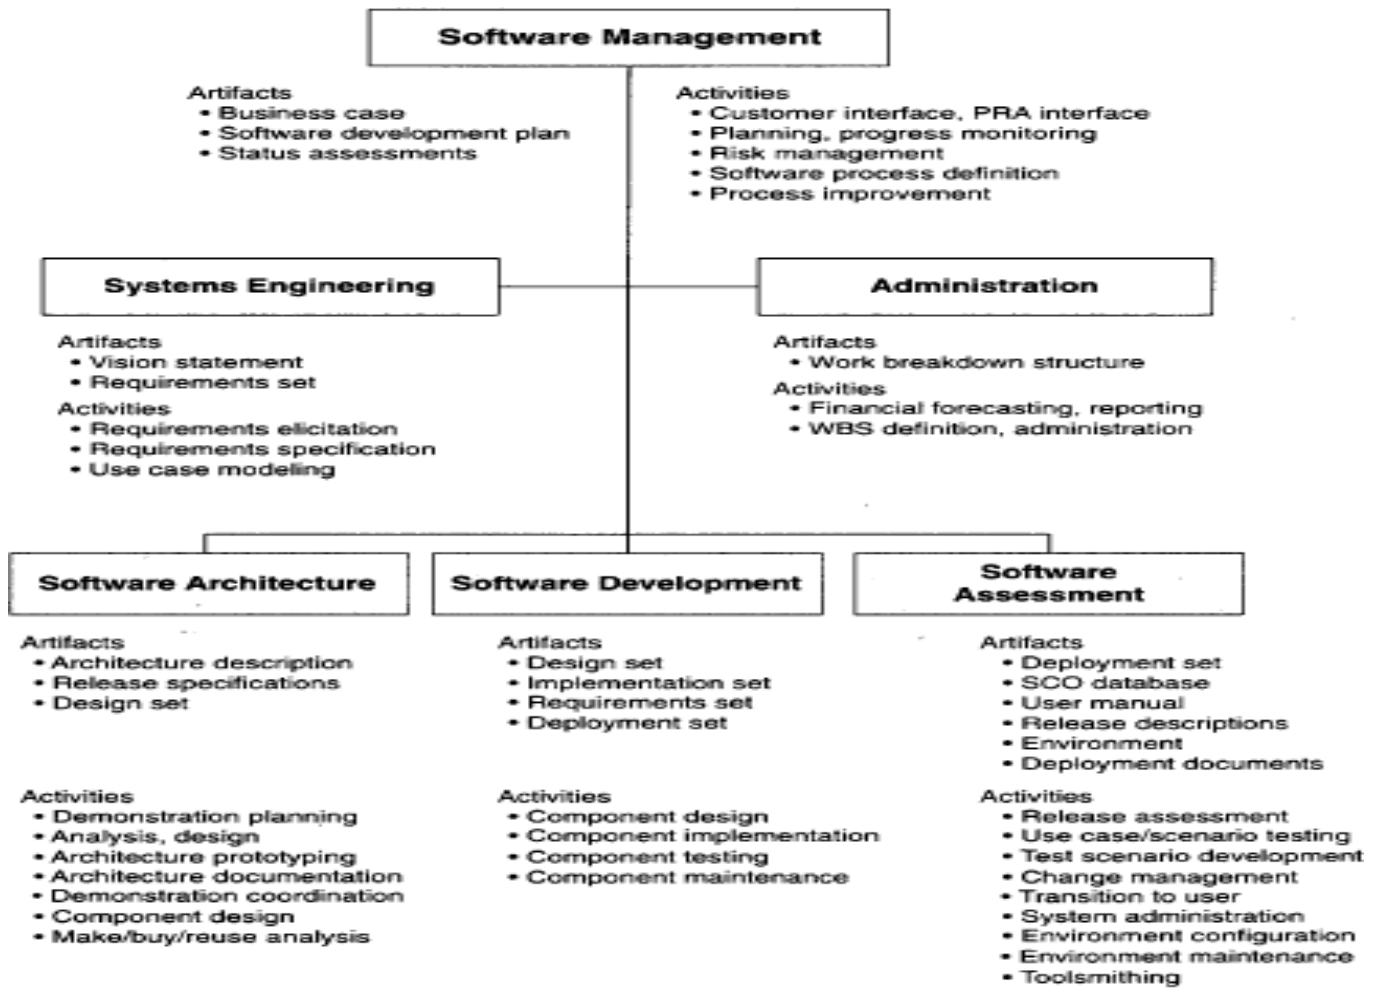 Software Management
Artifacts
• Business case
• Software development plan
• Status assessments
Activities
• Customer interface, PRA interface
• Planning, progress monitoring
• Risk management
• Software process definition
• Process improvement
Systems Engineering
Artifacts
• Vision statement
• Requirements set
Activities
• Requirements elicitation
• Requirements specification
• Use case modeling
Administration
Artifacts
• Work breakdown structure
Activities
• Financial forecasting, reporting
• WBS definition, administration
Software Architecture
Artifacts
• Architecture description
• Release specifications
• Design set
Activities
• Demonstration planning
• Analysis, design
• Architecture prototyping
• Architecture documentation
• Demonstration coordination
• Component design
• Make/buy/reuse analysis
Software Development
Artifacts
• Design set
• Implementation set
• Requirements set
• Deployment set
Activities
• Component design
• Component implementation
• Component testing
• Component maintenance
Software
Assessment
Artifacts
• Deployment set
• SCO database
• User manual
• Release descriptions
• Environment
• Deployment documents
Activities
• Release assessment
• Use case/scenario testing
• Test scenario development
• Change management
• Transition to user
• System administration
• Environment configuration
• Environment maintenance
• Toolsmithing